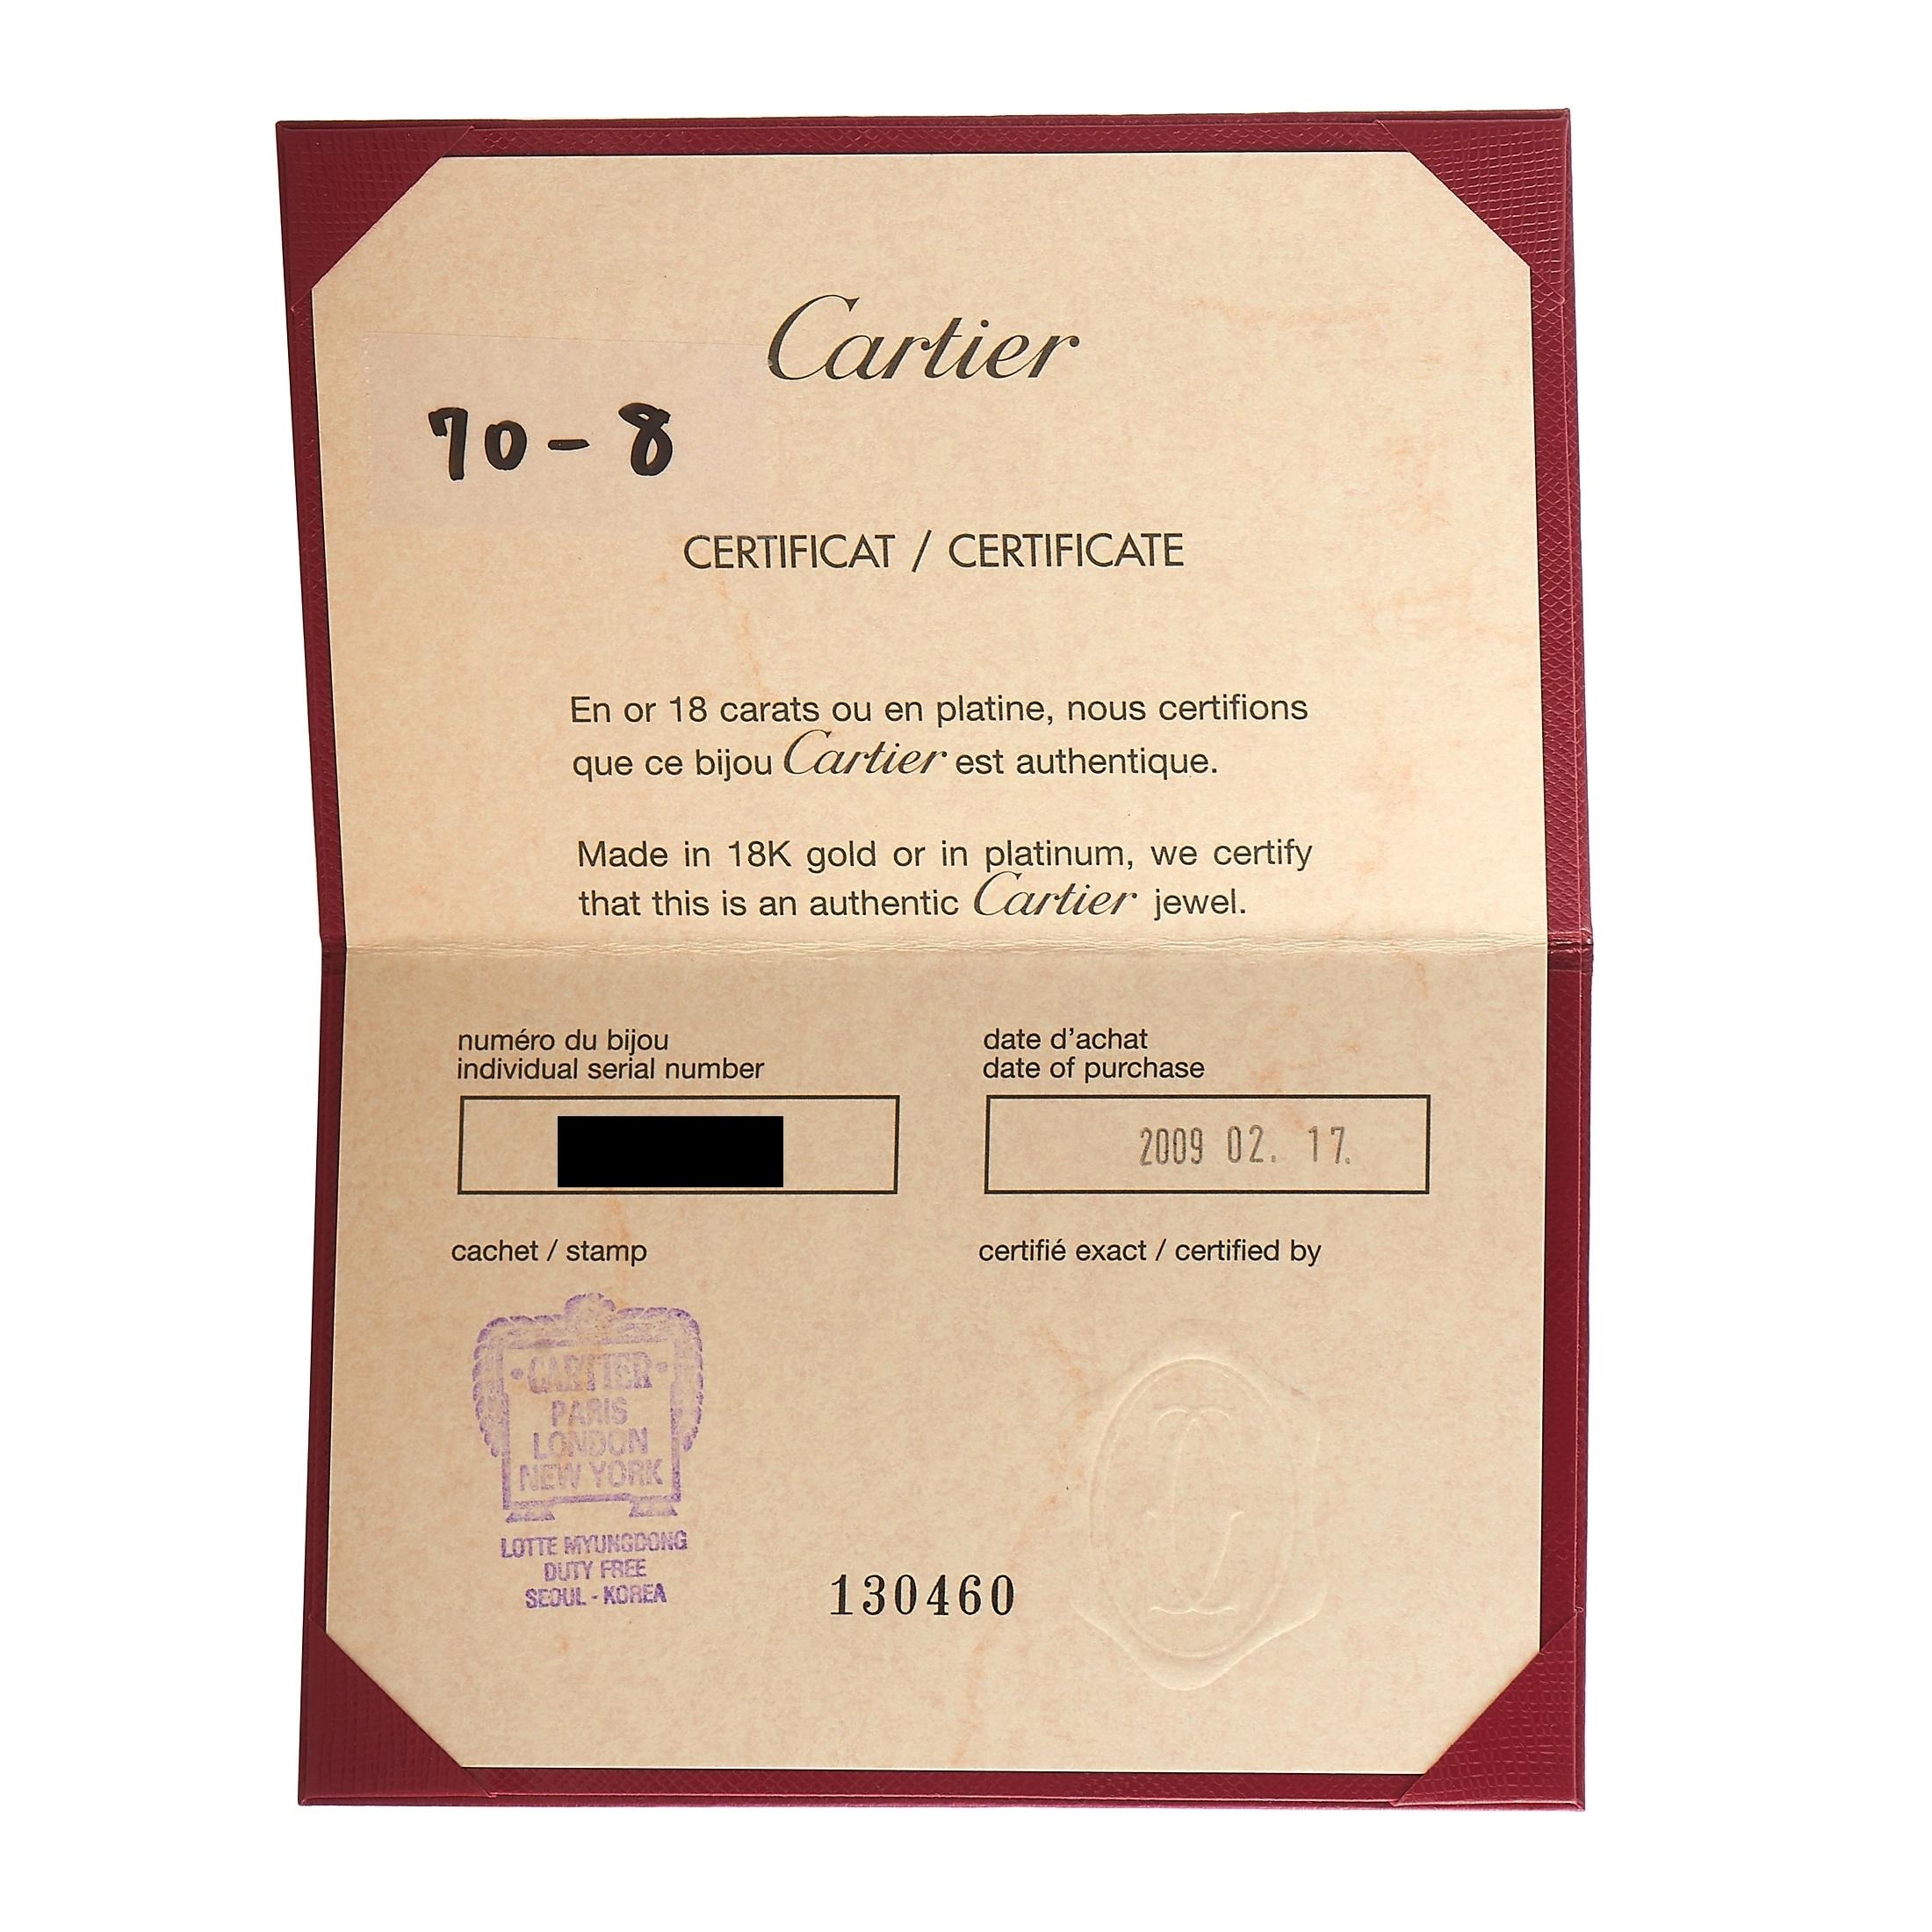 Cartier
70-8
CERTIFICAT / CERTIFICATE
En or 18 carats ou en platine, nous certifions
que ce bijou Cartier est authentique.
Made in 18K gold or in platinum, we certify
that this is an authentic Cartier jewel.
numéro du bijou
individual serial number
date d'achat
date of purchase
2009 02. 17.
cachet / stamp
certifié exact / certified by
· CARTIER ·
PARIS
LONDON
NEW YORK
LOTTE MYUNGDONG
DUTY FREE
SEOUL - KOREA
130460